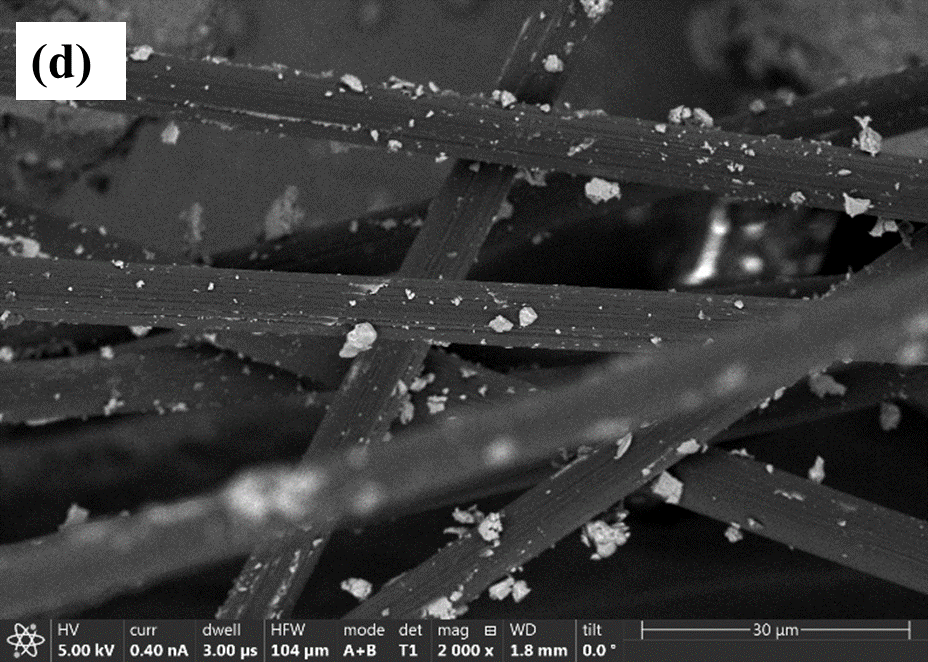 (d)
HV curr dwell HFW mode det mag WD tilt 30 µm
5.00 kV 0.40 nA 3.00 µs 104 µm A+B T1 2 000 x 1.8 mm 0.0 °